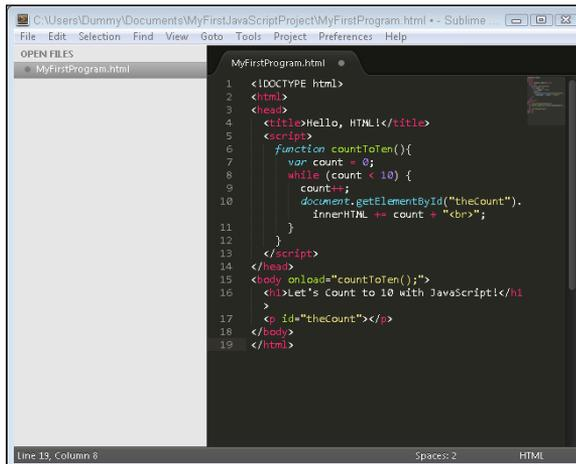 C:\Users\Dummy\Documents\MyFirstJavaScriptProject\MyFirstProgram.html • - Sublime ...
File Edit Selection Find View Goto Tools Project Preferences Help
OPEN FILES
MyFirstProgram.html
MyFirstProgram.html
1 <!DOCTYPE html>
2 <html>
3 <head>
4 <title>Hello, HTML!</title>
5 <script>
6 function countToTen(){
7 var count = 0;
8 while (count < 10) {
9 count++;
10 document.getElementById("theCount").
innerHTML += count + "<br>";
11 }
12 }
13 </script>
14 </head>
15 <body onload="countToTen();">
16 <h1>Let's Count to 10 with JavaScript!</h1
>
17 <p id="theCount"></p>
18 </body>
19 </html>
Line 19, Column 8 Spaces: 2 HTML